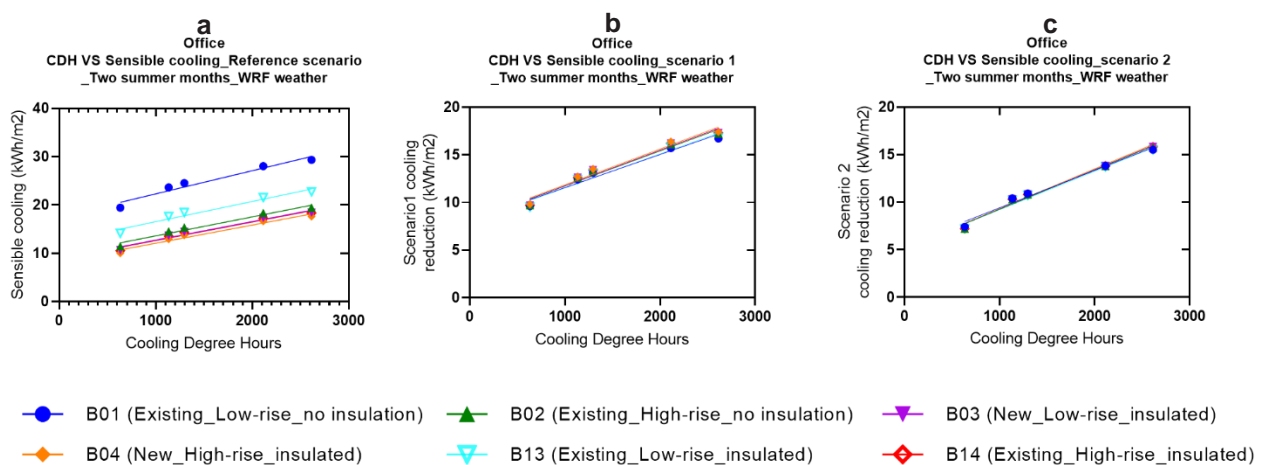 a
Office
CDH VS Sensible cooling_Reference scenario
_Two summer months_WRF weather
Sensible cooling (kWh/m2)
40
30
20
10
0
0
1000
2000
3000
Cooling Degree Hours
b
Office
CDH VS Sensible cooling_scenario 1
_Two summer months_WRF weather
Scenario1 cooling
reduction (kWh/m2)
20
15
10
5
0
0
1000
2000
3000
Cooling Degree Hours
c
Office
CDH VS Sensible cooling_scenario 2
_Two summer months_WRF weather
Scenario 2
cooling reduction (kWh/m2)
20
15
10
5
0
0
1000
2000
3000
Cooling Degree Hours
B01 (Existing_Low-rise_no insulation)
B02 (Existing_High-rise_no insulation)
B03 (New_Low-rise_insulated)
B04 (New_High-rise_insulated)
B13 (Existing_Low-rise_insulated)
B14 (Existing_High-rise_insulated)